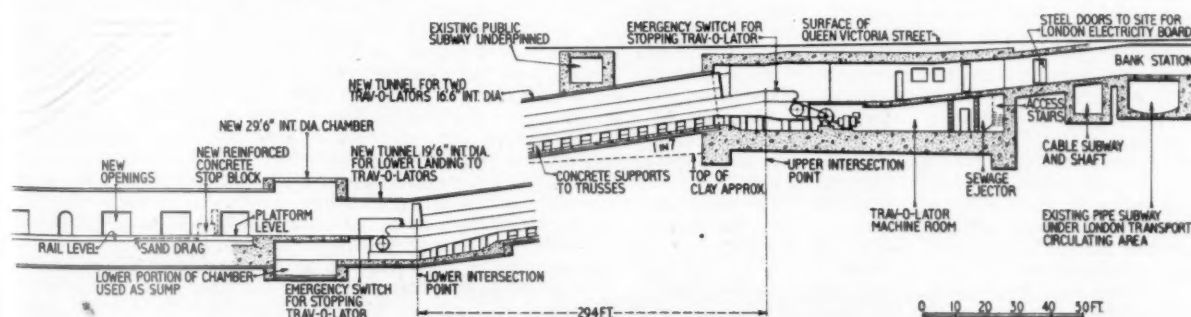 EXISTING PUBLIC
SUBWAY UNDERPINNED
EMERGENCY SWITCH FOR
STOPPING TRAV-O-LATOR
SURFACE OF
QUEEN VICTORIA STREET
STEEL DOORS TO SITE FOR
LONDON ELECTRICITY BOARD
BANK STATION
NEW TUNNEL FOR TWO
TRAV-O-LATORS 16'6" INT. DIA.
NEW 29'6" INT. DIA. CHAMBER
NEW
OPENINGS
NEW REINFORCED
CONCRETE
STOP BLOCK
NEW TUNNEL 19'6" INT. DIA.
FOR LOWER LANDING TO
TRAV-O-LATORS
PLATFORM
LEVEL
RAIL LEVEL
SAND DRAG
LOWER PORTION OF CHAMBER
USED AS SUMP
EMERGENCY SWITCH
FOR STOPPING
TRAV-O-LATOR
LOWER INTERSECTION
POINT
294 FT.
1 IN 7
CONCRETE SUPPORTS
TO TRUSSES
TOP OF
CLAY APPROX.
UPPER INTERSECTION
POINT
TRAV-O-LATOR
MACHINE ROOM
SEWAGE
EJECTOR
ACCESS
STAIRS
CABLE SUBWAY
AND SHAFT
EXISTING PIPE SUBWAY
UNDER LONDON TRANSPORT
CIRCULATING AREA
0 10 20 30 40 50 FT.